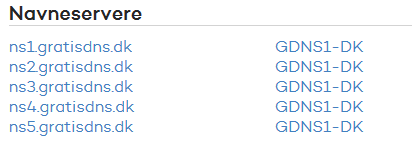 Navneservere
ns1.gratisdns.dk GDNS1-DK
ns2.gratisdns.dk GDNS1-DK
ns3.gratisdns.dk GDNS1-DK
ns4.gratisdns.dk GDNS1-DK
ns5.gratisdns.dk GDNS1-DK